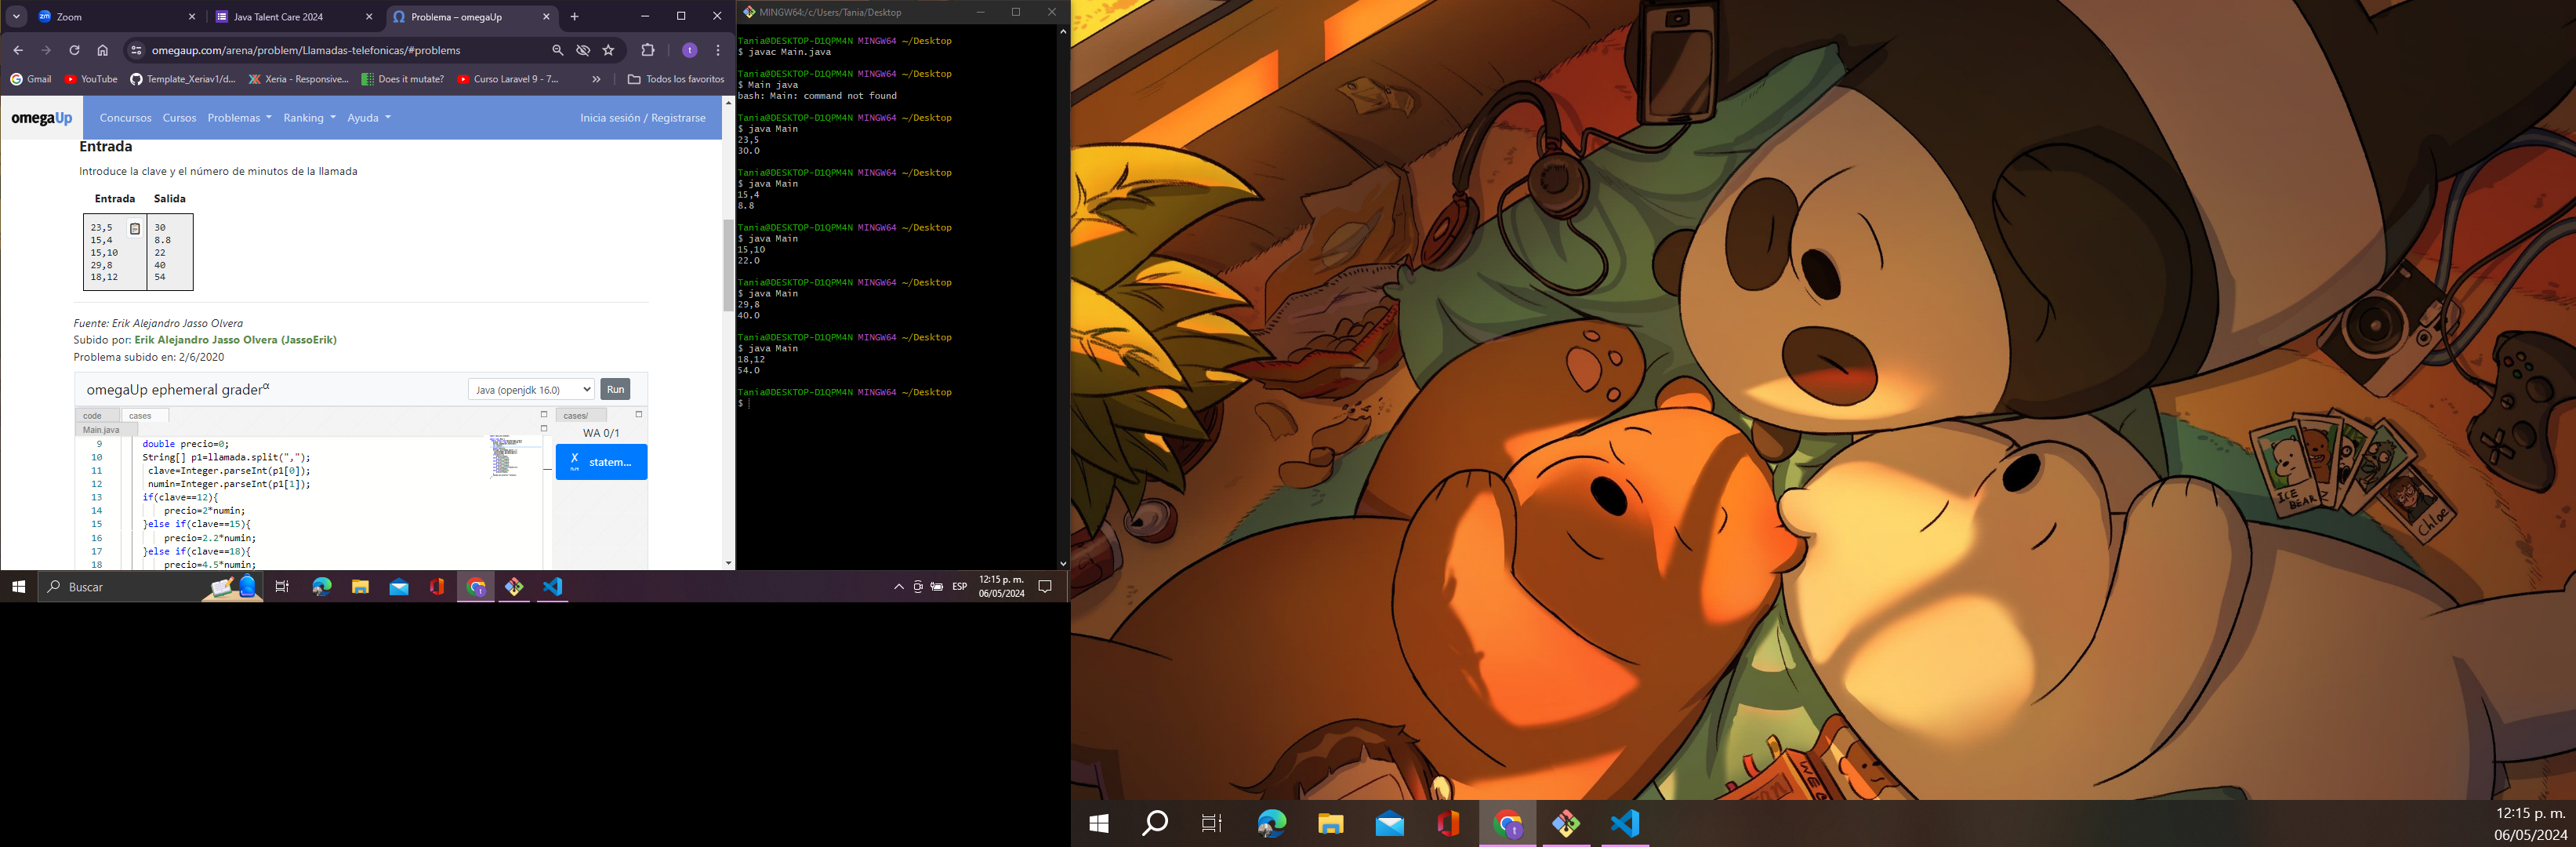 Zoom
Java Talent Care 2024
Problema – omegaUp
omegaup.com/arena/problem/Llamadas-telefonicas/#problems
Gmail
YouTube
Template_Xeriav1/d...
Xeria - Responsive...
Does it mutate?
Curso Laravel 9 - 7...
»
Todos los favoritos
omegaUp
Concursos
Cursos
Problemas
Ranking
Ayuda
Inicia sesión / Registrarse
Entrada
Introduce la clave y el número de minutos de la llamada
Entrada Salida
23,5 30
15,4 8.8
15,10 22
29,8 40
18,12 54
Fuente: Erik Alejandro Jasso Olvera
Subido por: Erik Alejandro Jasso Olvera (JassoErik)
Problema subido en: 2/6/2020
omegaUp ephemeral graderα
Java (openjdk 16.0)
Run
code
cases
Main.java
9 double precio=0;
10 String[] p1=llamada.split(",");
11 clave=Integer.parseInt(p1[0]);
12 numin=Integer.parseInt(p1[1]);
13 if(clave==12){
14 precio=2*numin;
15 }else if(clave==15){
16 precio=2.2*numin;
17 }else if(clave==18){
18 precio=4.5*numin;
cases/
WA 0/1
statem...
MINGW64:/c/Users/Tania/Desktop
Tania@DESKTOP-D1QPM4N MINGW64 ~/Desktop
$ javac Main.java
Tania@DESKTOP-D1QPM4N MINGW64 ~/Desktop
$ Main java
bash: Main: command not found
Tania@DESKTOP-D1QPM4N MINGW64 ~/Desktop
$ java Main
23,5
30.0
Tania@DESKTOP-D1QPM4N MINGW64 ~/Desktop
$ java Main
15,4
8.8
Tania@DESKTOP-D1QPM4N MINGW64 ~/Desktop
$ java Main
15,10
22.0
Tania@DESKTOP-D1QPM4N MINGW64 ~/Desktop
$ java Main
29,8
40.0
Tania@DESKTOP-D1QPM4N MINGW64 ~/Desktop
$ java Main
18,12
54.0
Tania@DESKTOP-D1QPM4N MINGW64 ~/Desktop
$
Buscar
ESP
12:15 p. m.
06/05/2024
ICE
BEAR
Chloe
12:15 p. m.
06/05/2024